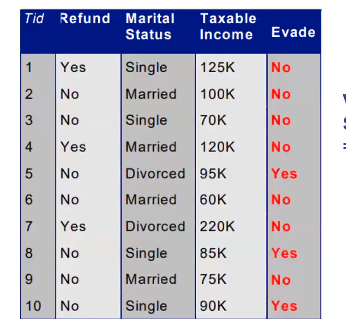 Tid Refund Marital Status Taxable Income Evade
1 Yes Single 125K No
2 No Married 100K No
3 No Single 70K No
4 Yes Married 120K No
5 No Divorced 95K Yes
6 No Married 60K No
7 Yes Divorced 220K No
8 No Single 85K Yes
9 No Married 75K No
10 No Single 90K Yes